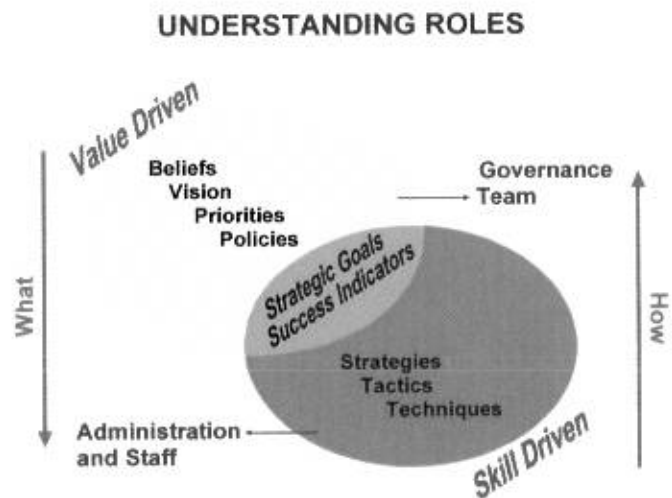 UNDERSTANDING ROLES
Value Driven
Beliefs
Vision
Priorities
Policies
Governance
Team
What
Strategic Goals
Success Indicators
How
Strategies
Tactics
Techniques
Administration
and Staff
Skill Driven